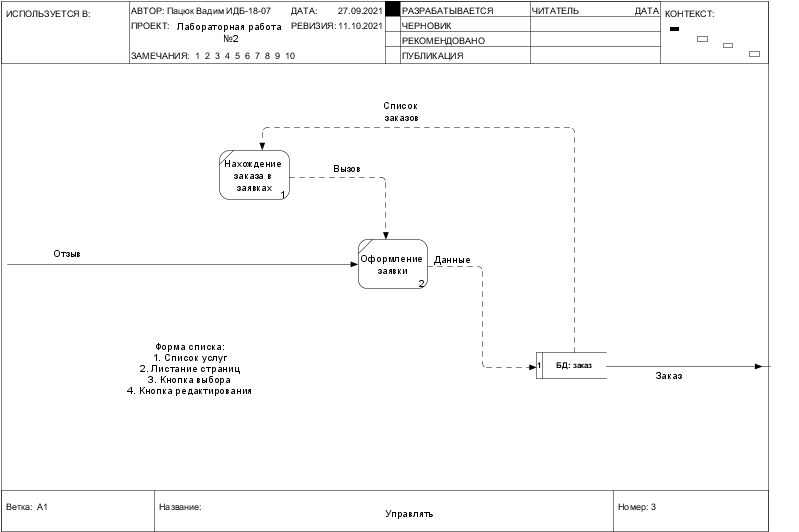 ИСПОЛЬЗУЕТСЯ В:
АВТОР: Пацюк Вадим ИДБ-18-07
ДАТА: 27.09.2021
ПРОЕКТ: Лабораторная работа
№2
РЕВИЗИЯ: 11.10.2021
ЗАМЕЧАНИЯ: 1 2 3 4 5 6 7 8 9 10
РАЗРАБАТЫВАЕТСЯ
ЧЕРНОВИК
РЕКОМЕНДОВАНО
ПУБЛИКАЦИЯ
ЧИТАТЕЛЬ
ДАТА
КОНТЕКСТ:
Список
заказов
Нахождение
заказа в
заявках
1
Вызов
Отзыв
Оформление
заявки
2
Данные
1
БД: заказ
Заказ
Форма списка:
1. Список услуг
2. Листание страниц
3. Кнопка выбора
4. Кнопка редактирования
Ветка: А1
Название:
Управлять
Номер: 3